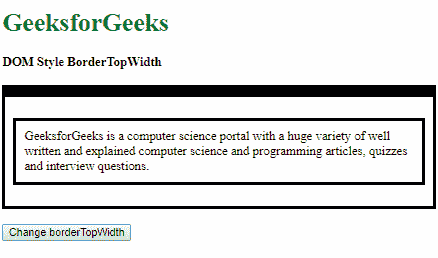 GeeksforGeeks
DOM Style BorderTopWidth
GeeksforGeeks is a computer science portal with a huge variety of well
written and explained computer science and programming articles, quizzes
and interview questions.
Change borderTopWidth